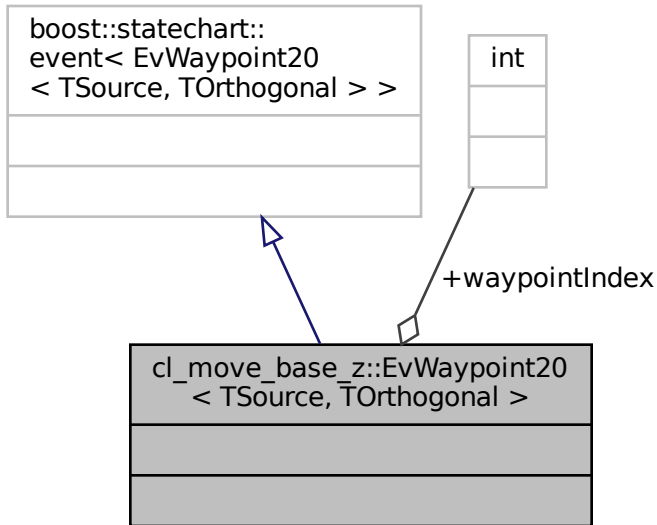 boost::statechart::
event< EvWaypoint20
< TSource, TOrthogonal > >
int
+waypointIndex
cl_move_base_z::EvWaypoint20
< TSource, TOrthogonal >